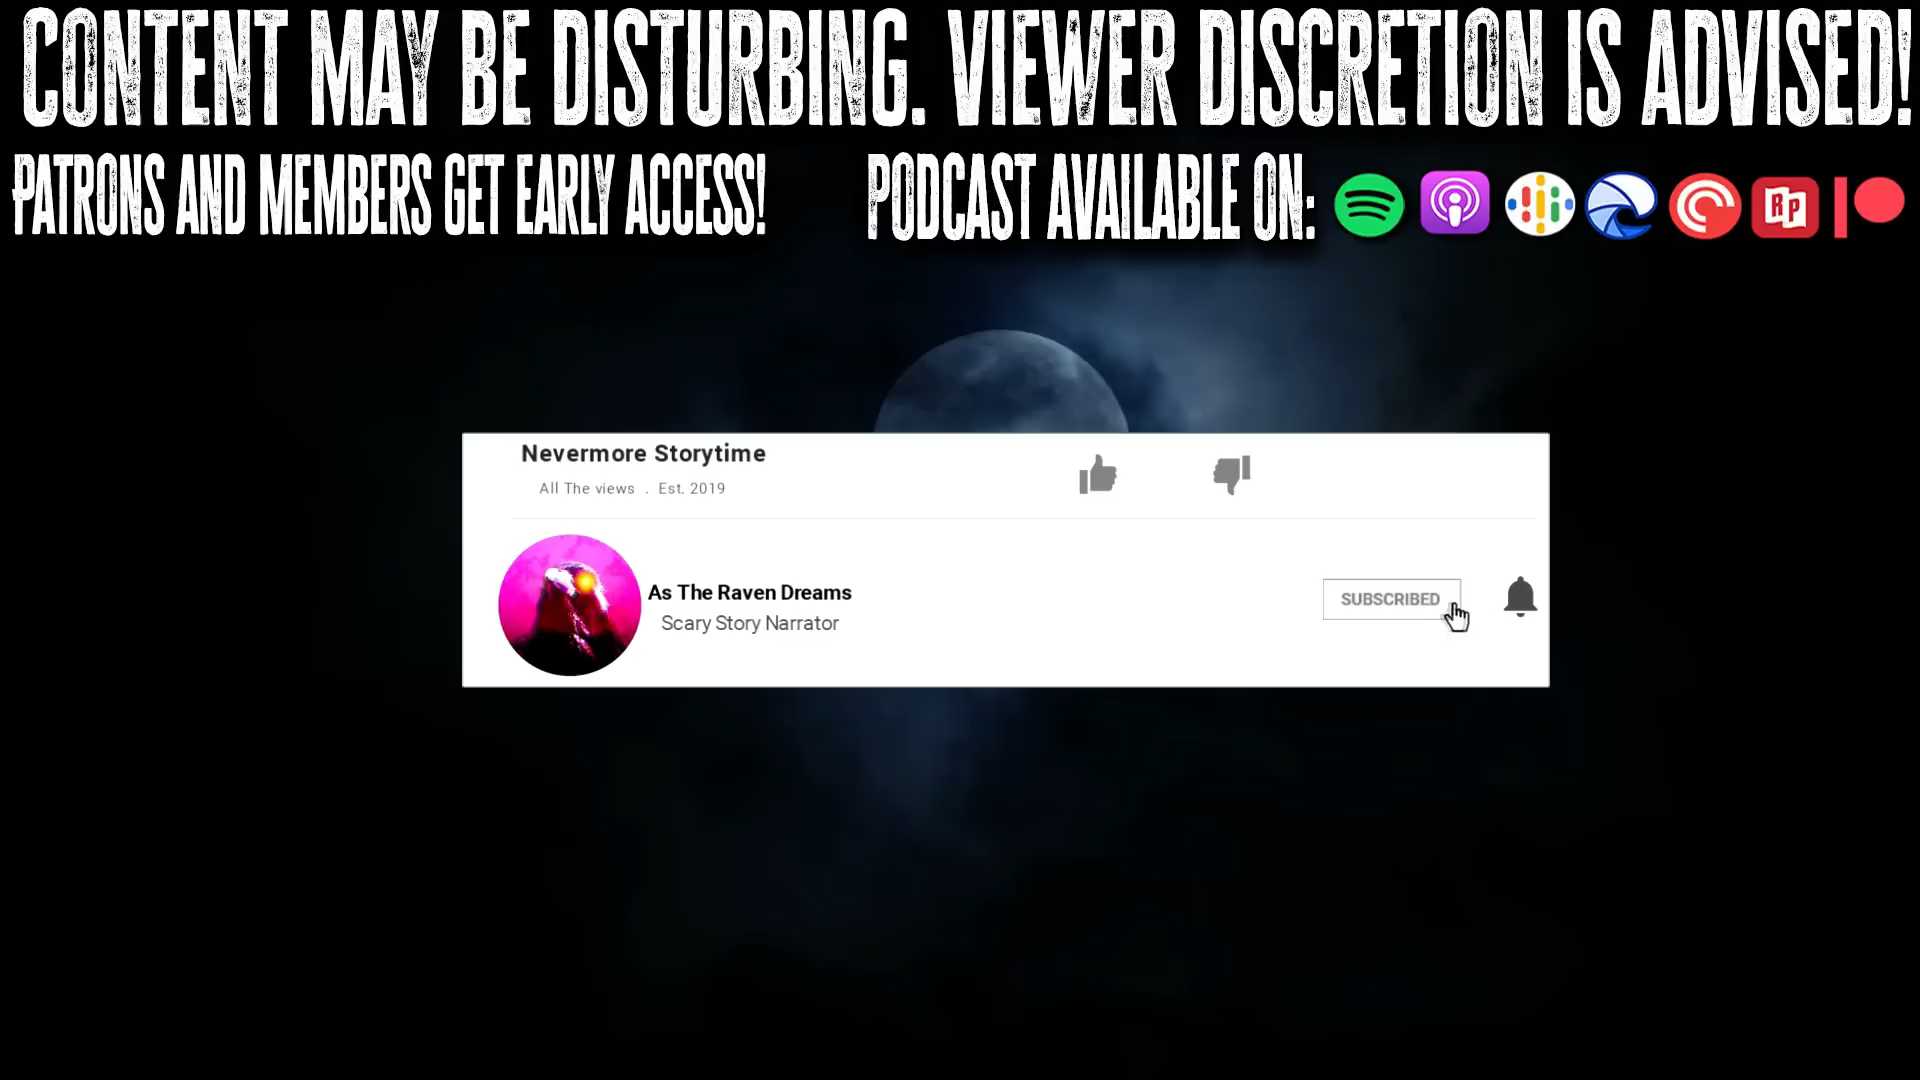 CONTENT MAY BE DISTURBING. VIEWER DISCRETION IS ADVISED!
PATRONS AND MEMBERS GET EARLY ACCESS!
PODCAST AVAILABLE ON:
RP
Nevermore Storytime
All The views . Est. 2019
As The Raven Dreams
Scary Story Narrator
SUBSCRIBED